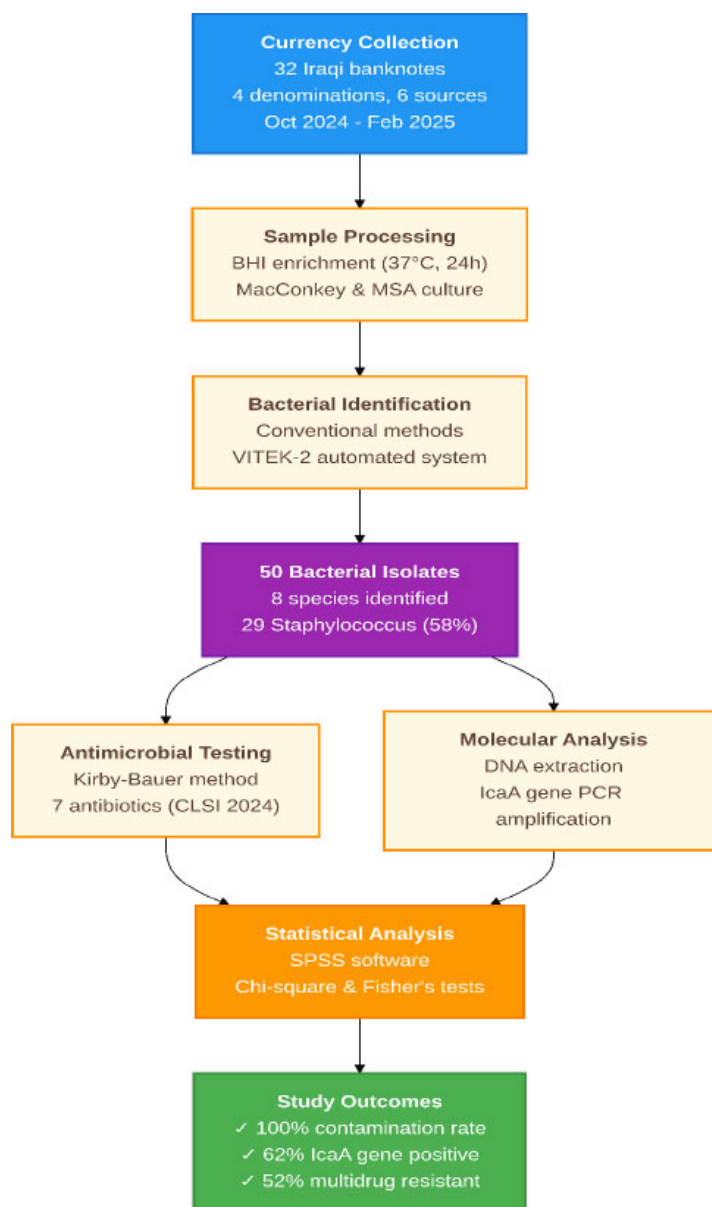 Currency Collection
32 Iraqi banknotes
4 denominations, 6 sources
Oct 2024 - Feb 2025
Sample Processing
BHI enrichment (37°C, 24h)
MacConkey & MSA culture
Bacterial Identification
Conventional methods
VITEK-2 automated system
50 Bacterial Isolates
8 species identified
29 Staphylococcus (58%)
Antimicrobial Testing
Kirby-Bauer method
7 antibiotics (CLSI 2024)
Molecular Analysis
DNA extraction
IcaA gene PCR
amplification
Statistical Analysis
SPSS software
Chi-square & Fisher's tests
Study Outcomes
✓ 100% contamination rate
✓ 62% IcaA gene positive
✓ 52% multidrug resistant